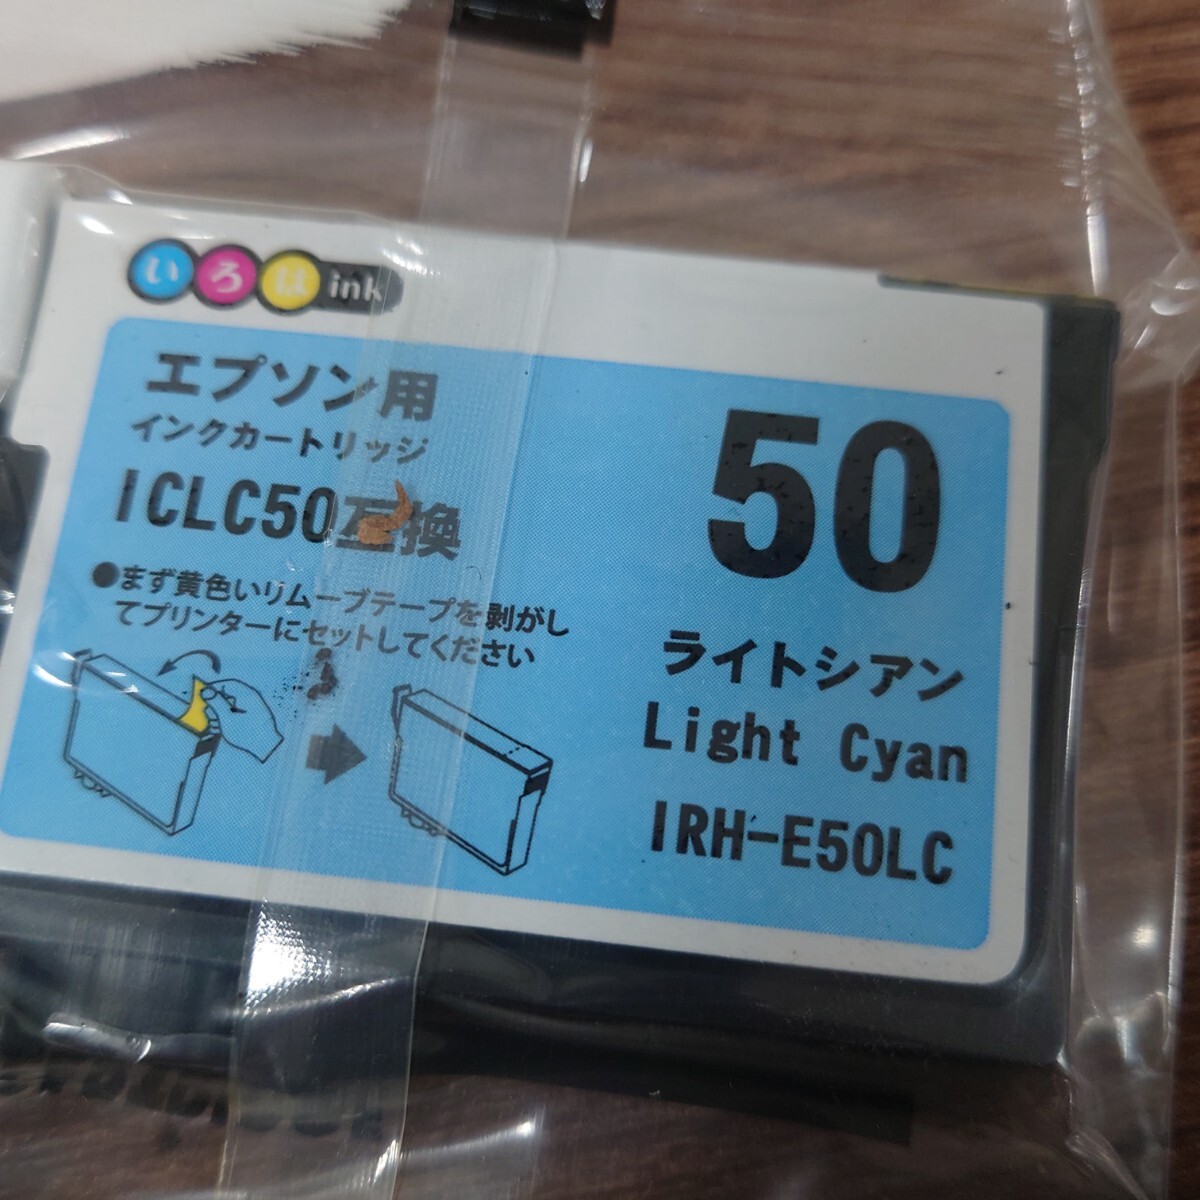 いろは ink
エプソン用
インクカートリッジ
ICLC50互換
●まず黄色いリムーブテープを剥がし
てプリンターにセットしてください
50
ライトシアン
Light Cyan
IRH-E50LC